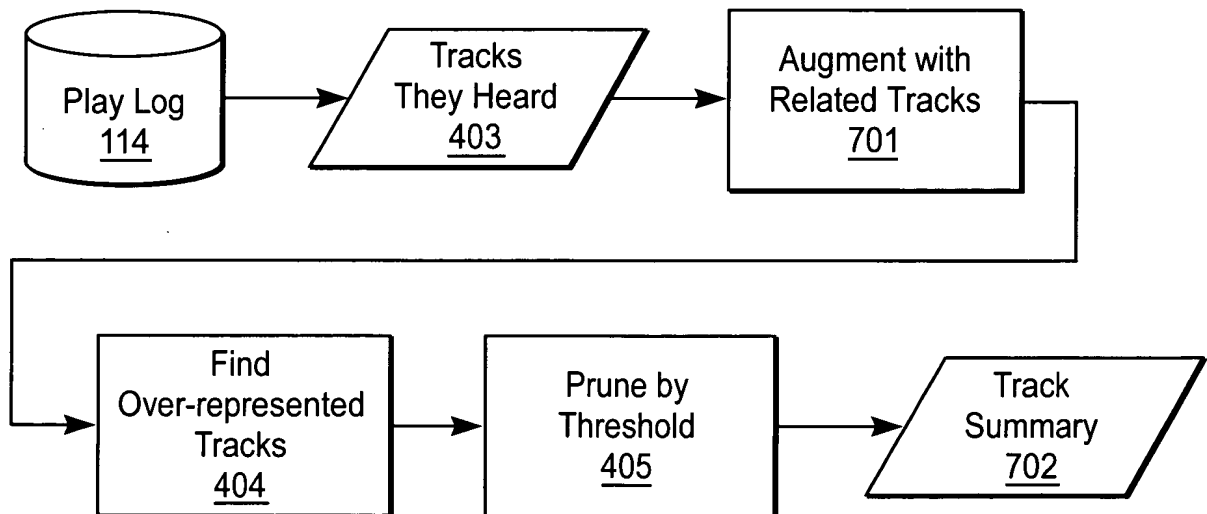 Play Log
114
Tracks
They Heard
403
Augment with
Related Tracks
701
Find
Over-represented
Tracks
404
Prune by
Threshold
405
Track
Summary
702